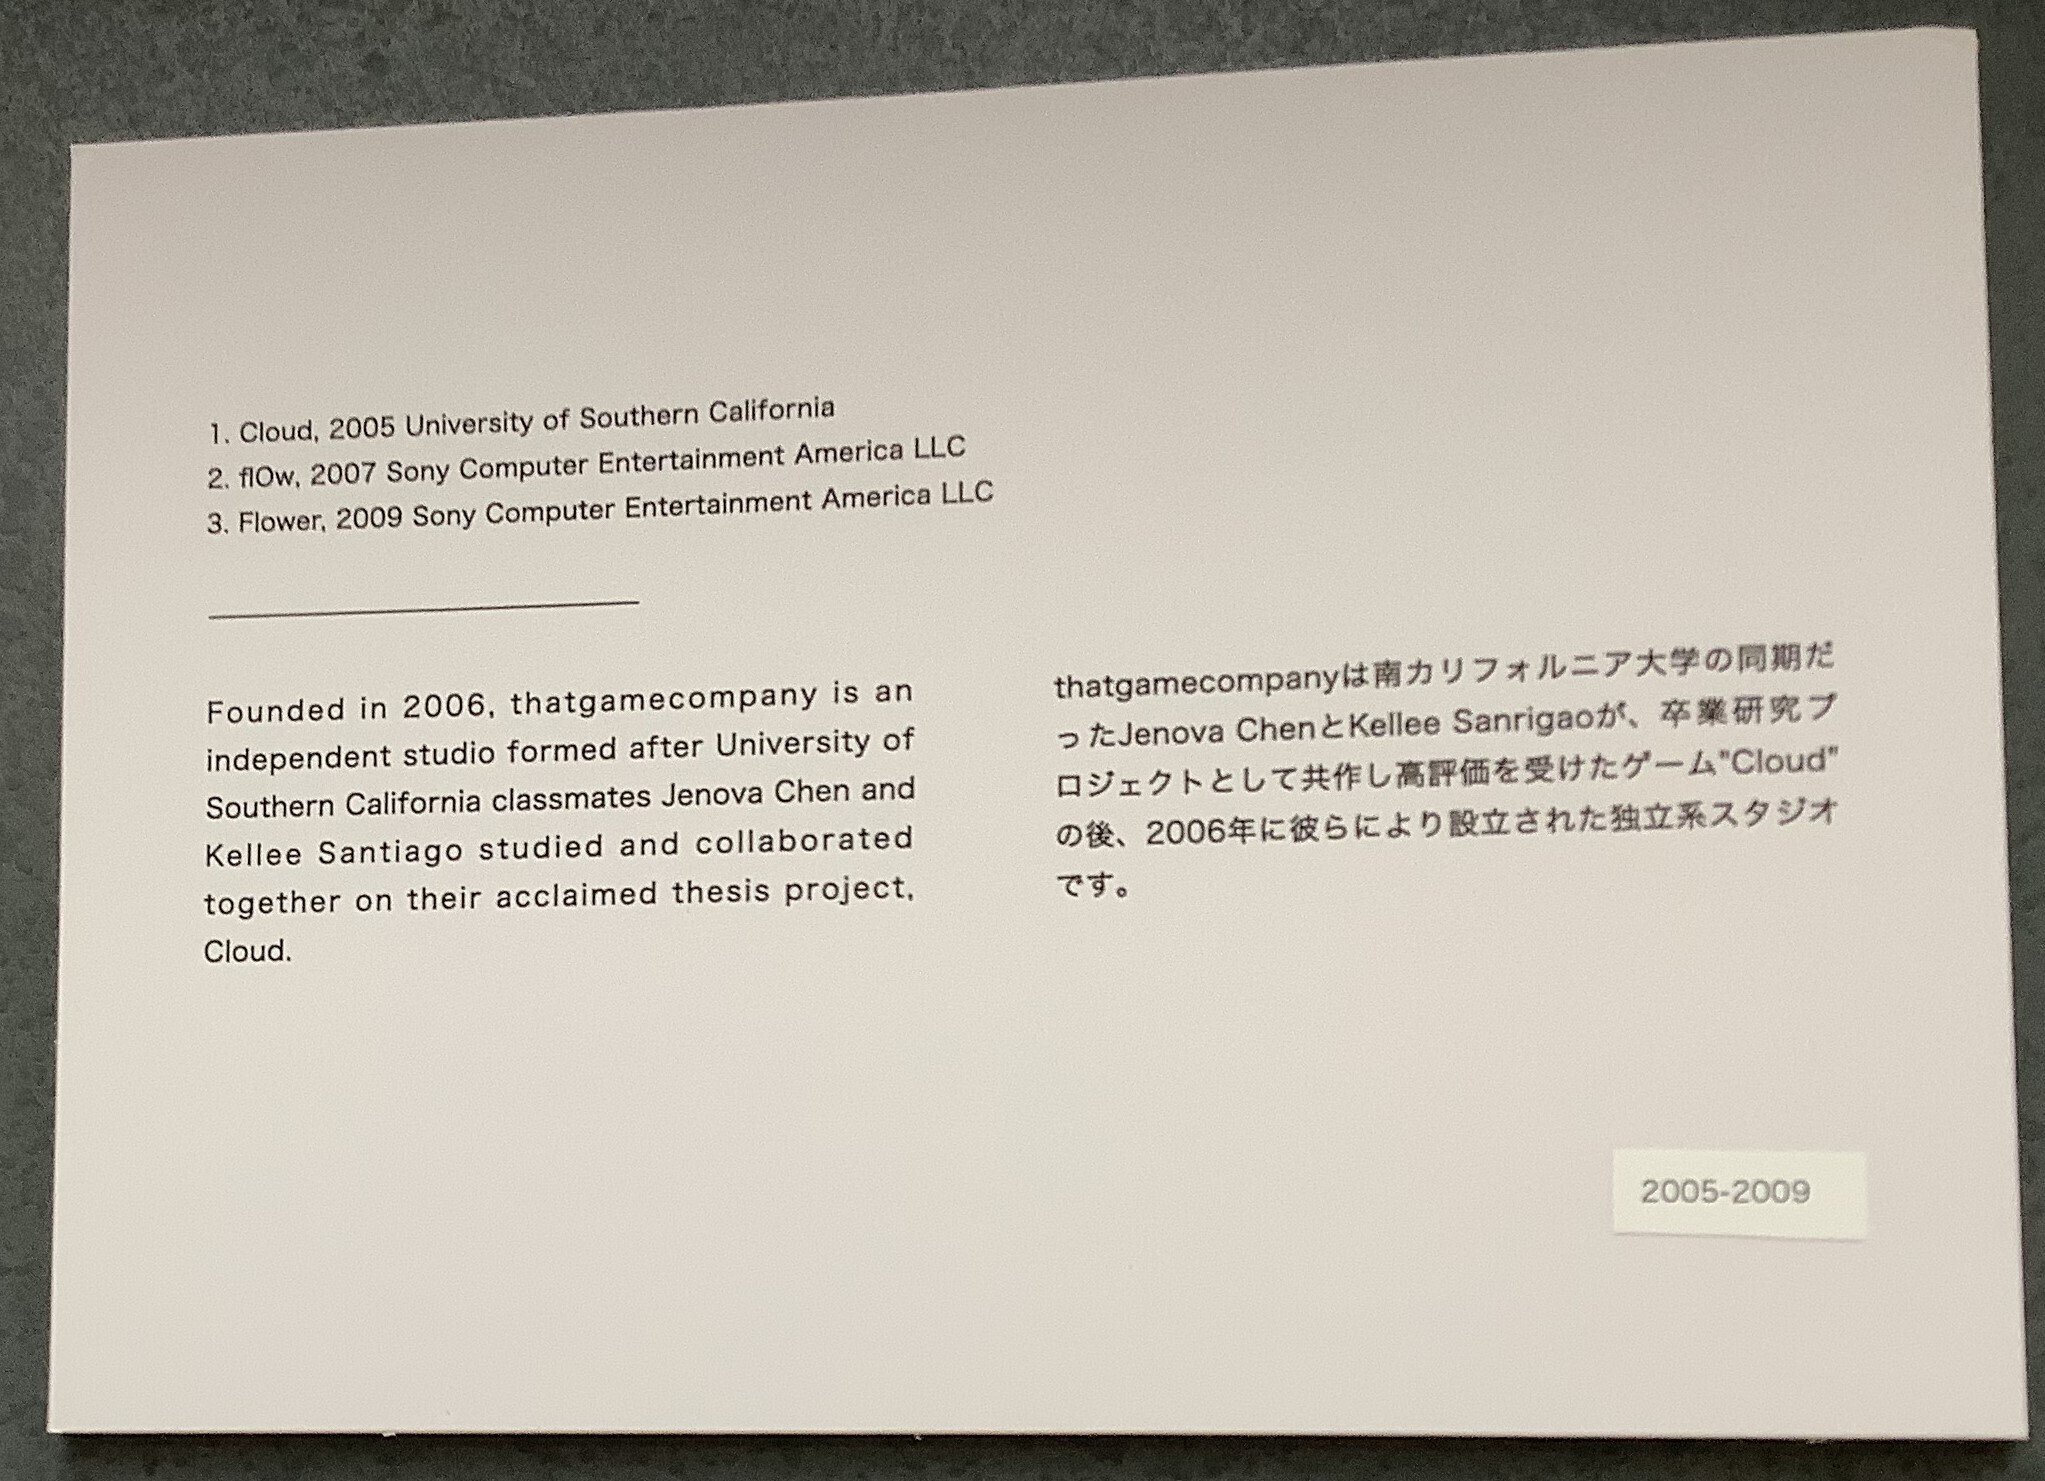 1. Cloud, 2005 University of Southern California
2. flOw, 2007 Sony Computer Entertainment America LLC
3. Flower, 2009 Sony Computer Entertainment America LLC
Founded in 2006, thatgamecompany is an
independent studio formed after University of
Southern California classmates Jenova Chen and
Kellee Santiago studied and collaborated
together on their acclaimed thesis project,
Cloud.
thatgamecompanyは南カリフォルニア大学の同期だ
ったJenova ChenとKellee Sanrigaoが、卒業研究プ
ロジェクトとして共作し高評価を受けたゲーム"Cloud"
の後、2006年に彼らにより設立された独立系スタジオ
です。
2005-2009